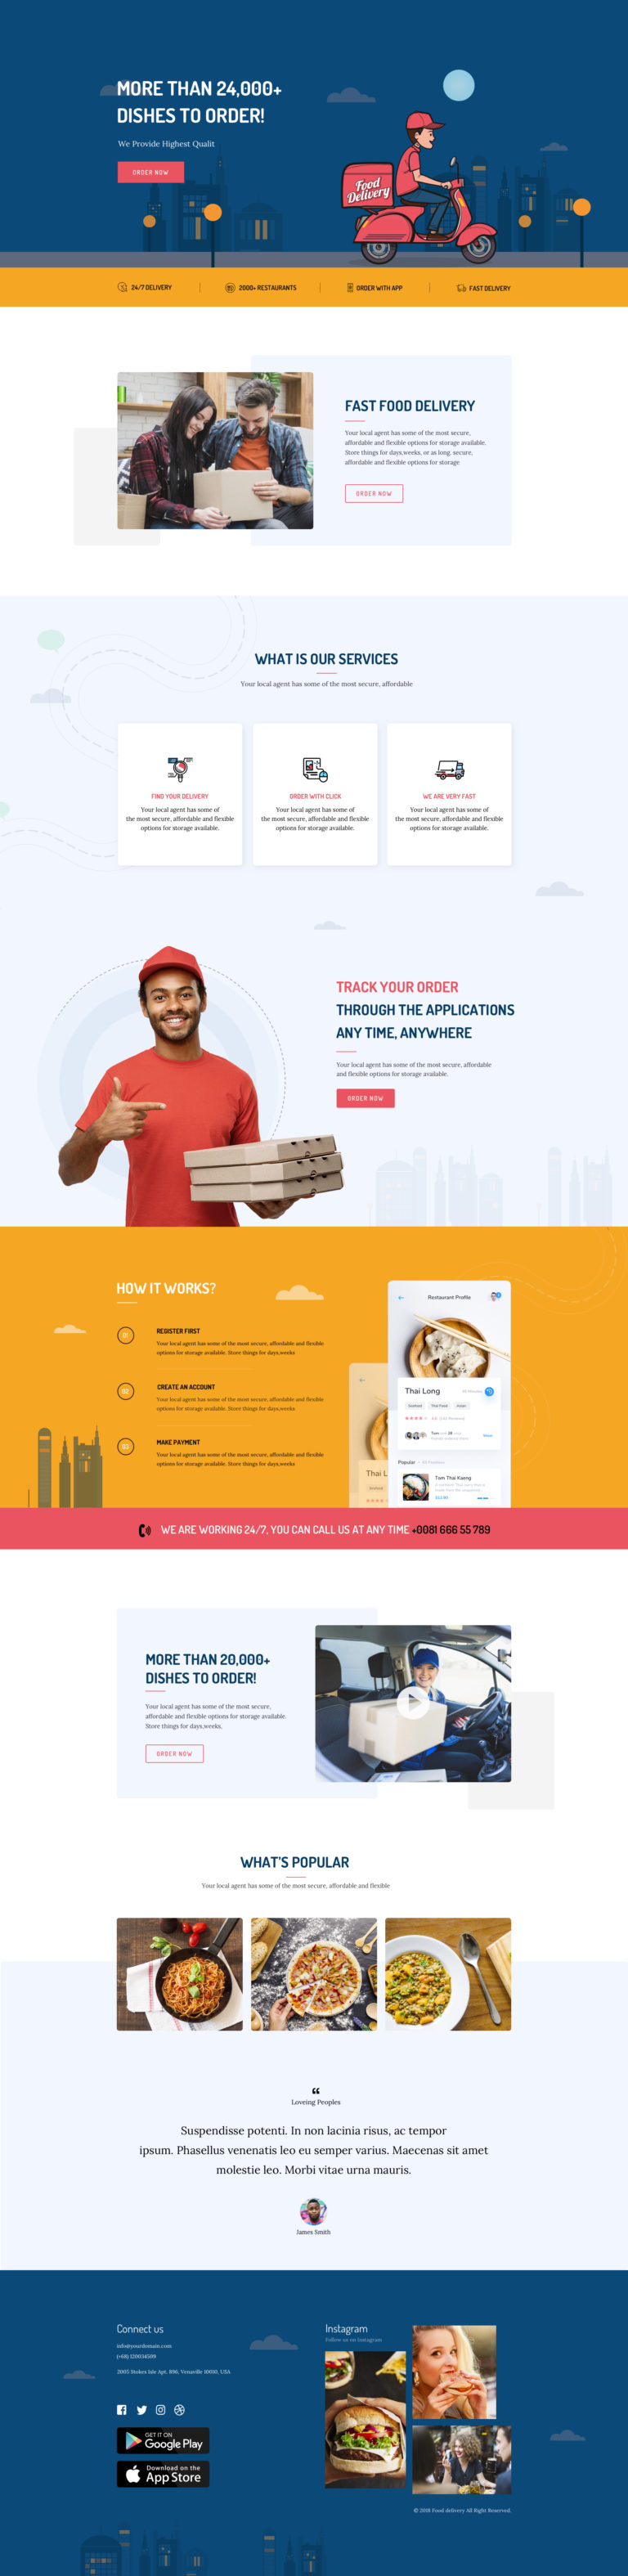 MORE THAN 24,000+
DISHES TO ORDER!
We Provide Highest Qualit
ORDER NOW
Food
Delivery
24/7 DELIVERY
2000+ RESTAURANTS
ORDER WITH APP
FAST DELIVERY
FAST FOOD DELIVERY
Your local agent has some of the most secure,
affordable and flexible options for storage available.
Store things for days,weeks, or as long. secure,
affordable and flexible options for storage
ORDER NOW
WHAT IS OUR SERVICES
Your local agent has some of the most secure, affordable
FIND YOUR DELIVERY
Your local agent has some of
the most secure, affordable and flexible
options for storage available.
ORDER WITH CLICK
Your local agent has some of
the most secure, affordable and flexible
options for storage available.
WE ARE VERY FAST
Your local agent has some of
the most secure, affordable and flexible
options for storage available.
TRACK YOUR ORDER
THROUGH THE APPLICATIONS
ANY TIME, ANYWHERE
Your local agent has some of the most secure, affordable
and flexible options for storage available.
ORDER NOW
HOW IT WORKS?
01
REGISTER FIRST
Your local agent has some of the most secure, affordable and flexible
options for storage available. Store things for days,weeks
02
CREATE AN ACCOUNT
Your local agent has some of the most secure, affordable and flexible
options for storage available. Store things for days,weeks
03
MAKE PAYMENT
Your local agent has some of the most secure, affordable and flexible
options for storage available. Store things for days,weeks
Restaurant Profile
Thai Long
Seafood
Thai Food
Asian
Popular
Tom Thai Kaeng
Thai L
WE ARE WORKING 24/7, YOU CAN CALL US AT ANY TIME +0081 666 55 789
MORE THAN 20,000+
DISHES TO ORDER!
Your local agent has some of the most secure,
affordable and flexible options for storage available.
Store things for days,weeks,
ORDER NOW
WHAT'S POPULAR
Your local agent has some of the most secure, affordable and flexible
“
Loveing Peoples
Suspendisse potenti. In non lacinia risus, ac tempor
ipsum. Phasellus venenatis leo eu semper varius. Maecenas sit amet
molestie leo. Morbi vitae urna mauris.
James Smith
Connect us
info@yourdomain.com
(+68) 120034509
2005 Stokes Isle Apt. 896, Venaville 10010, USA
GET IT ON
Google Play
Download on the
App Store
Instagram
Follow us on instagram
© 2018 Food delivery All Right Reserved.